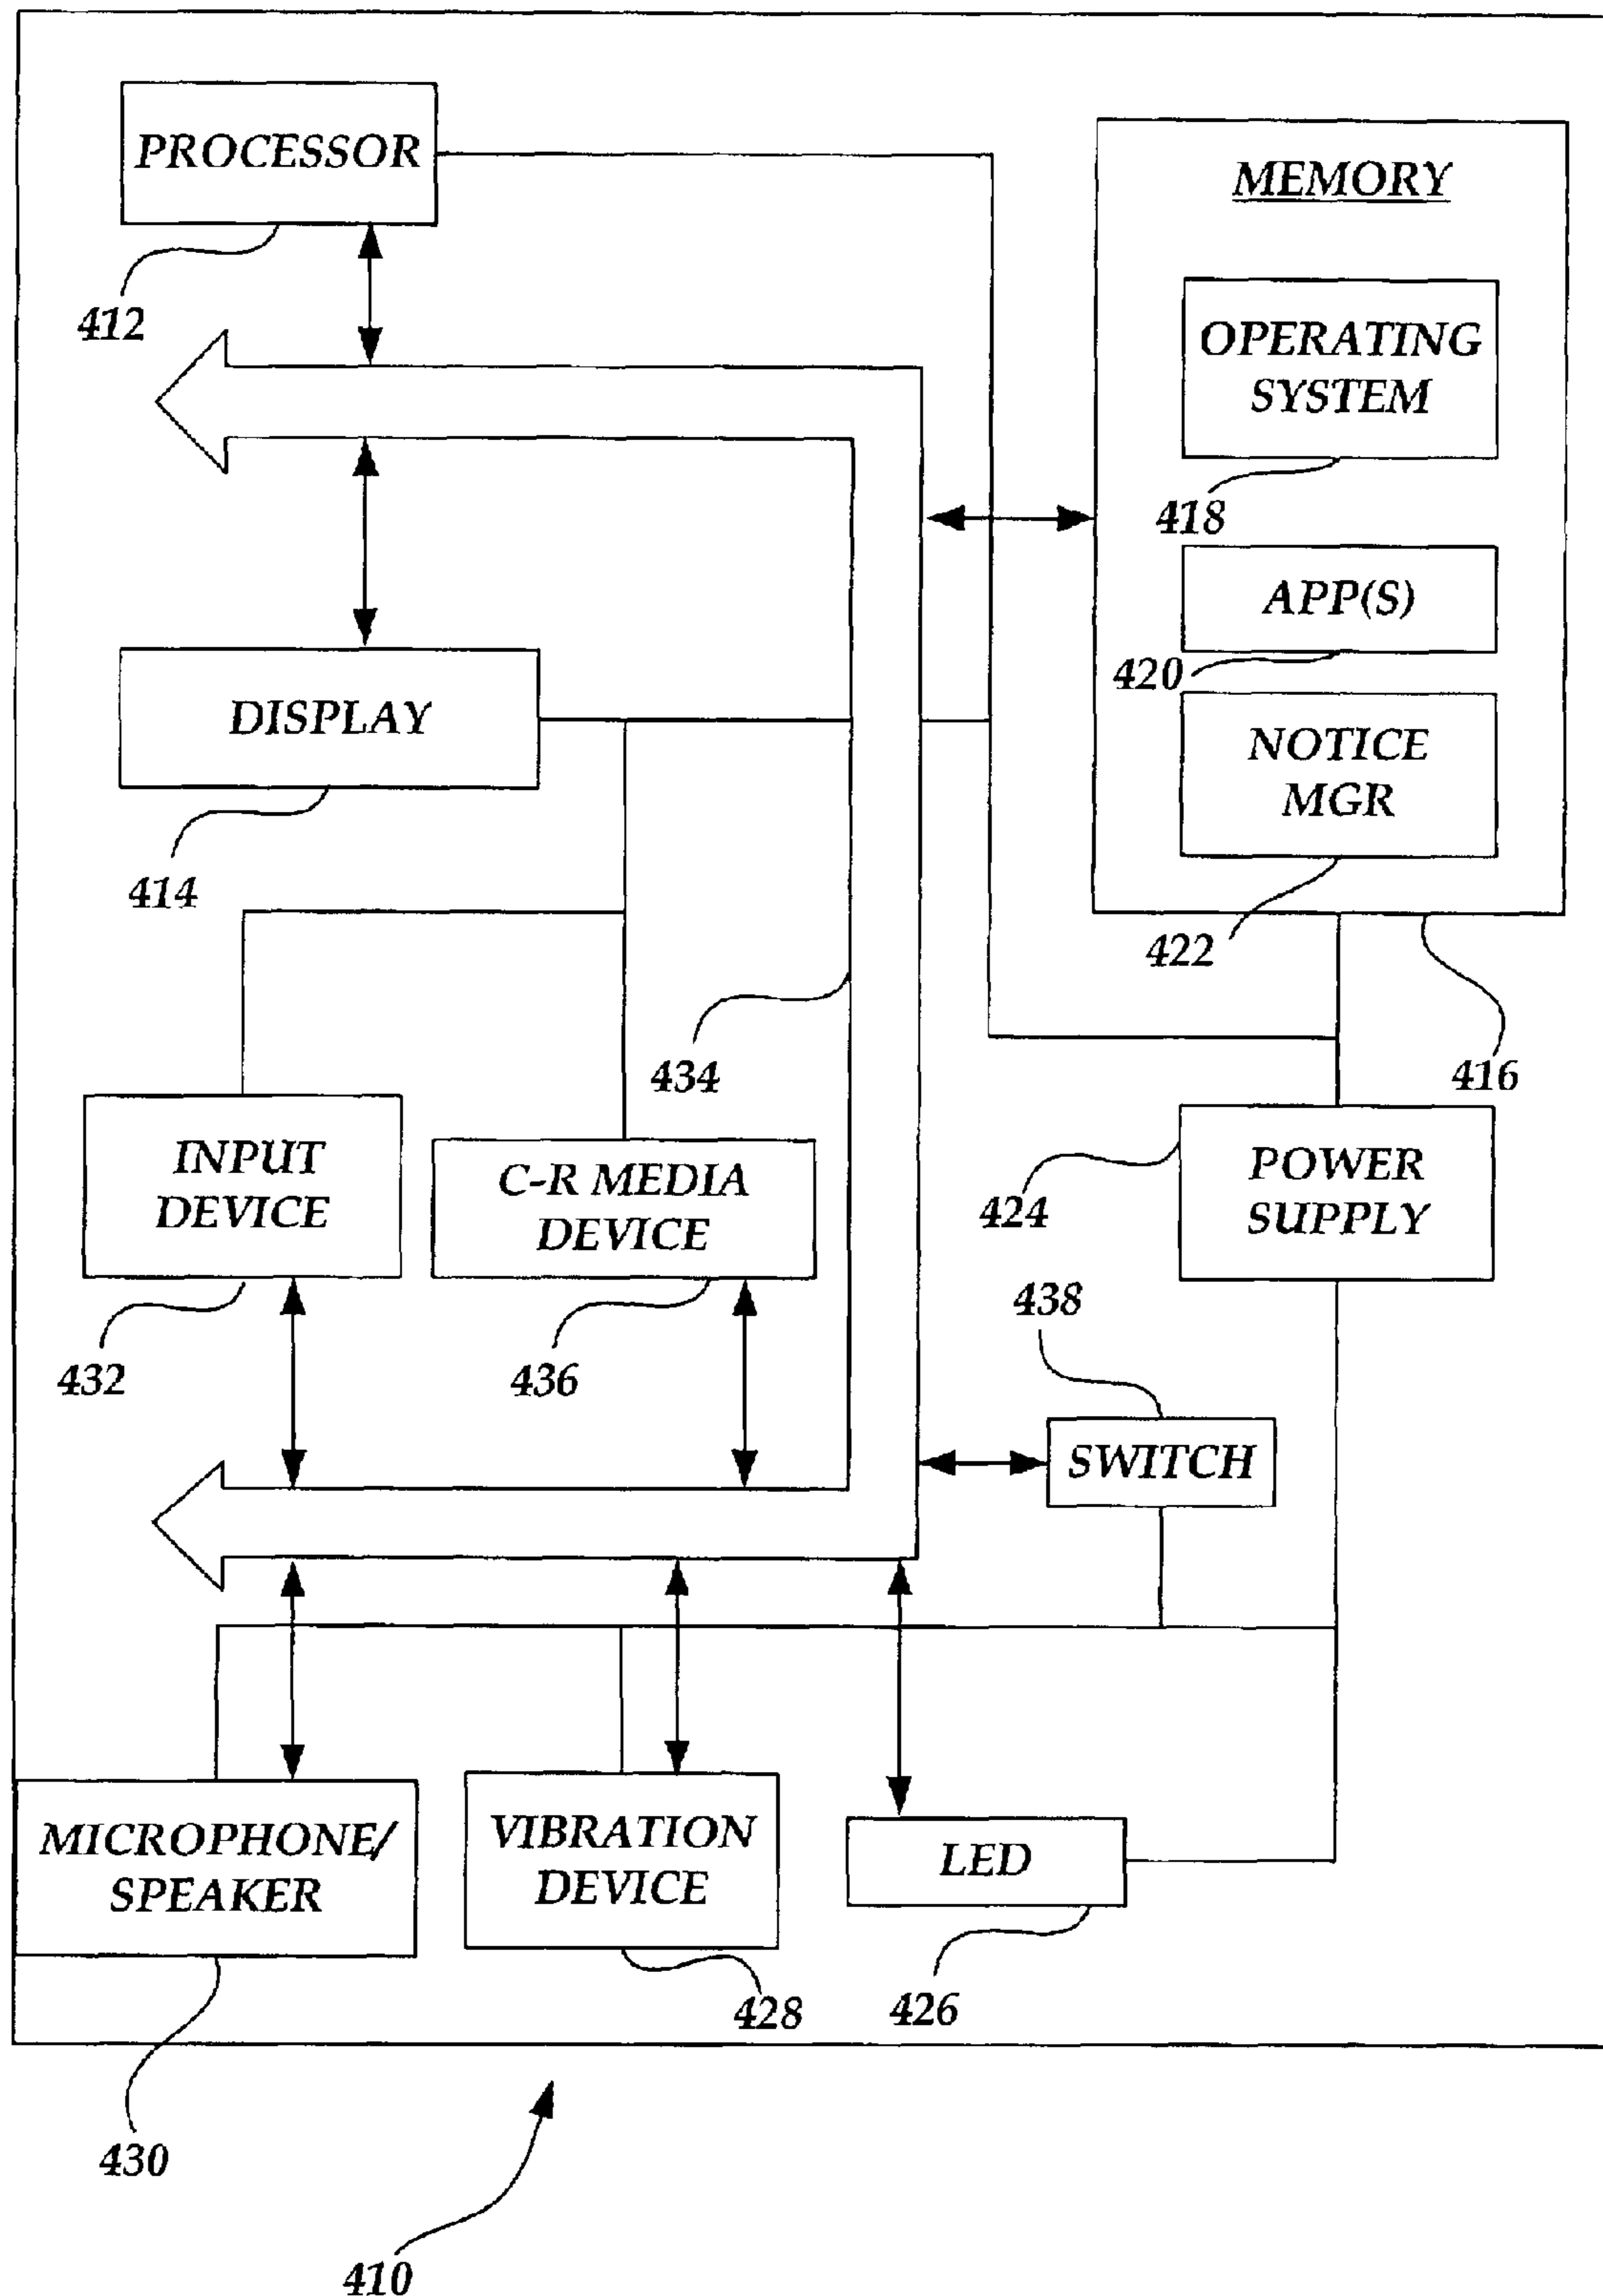 PROCESSOR
412
MEMORY
OPERATING
SYSTEM
418
APP(S)
420
NOTICE
MGR
422
416
DISPLAY
414
434
INPUT
DEVICE
432
C-R MEDIA
DEVICE
436
POWER
SUPPLY
424
438
SWITCH
MICROPHONE/
SPEAKER
430
VIBRATION
DEVICE
428
LED
426
410